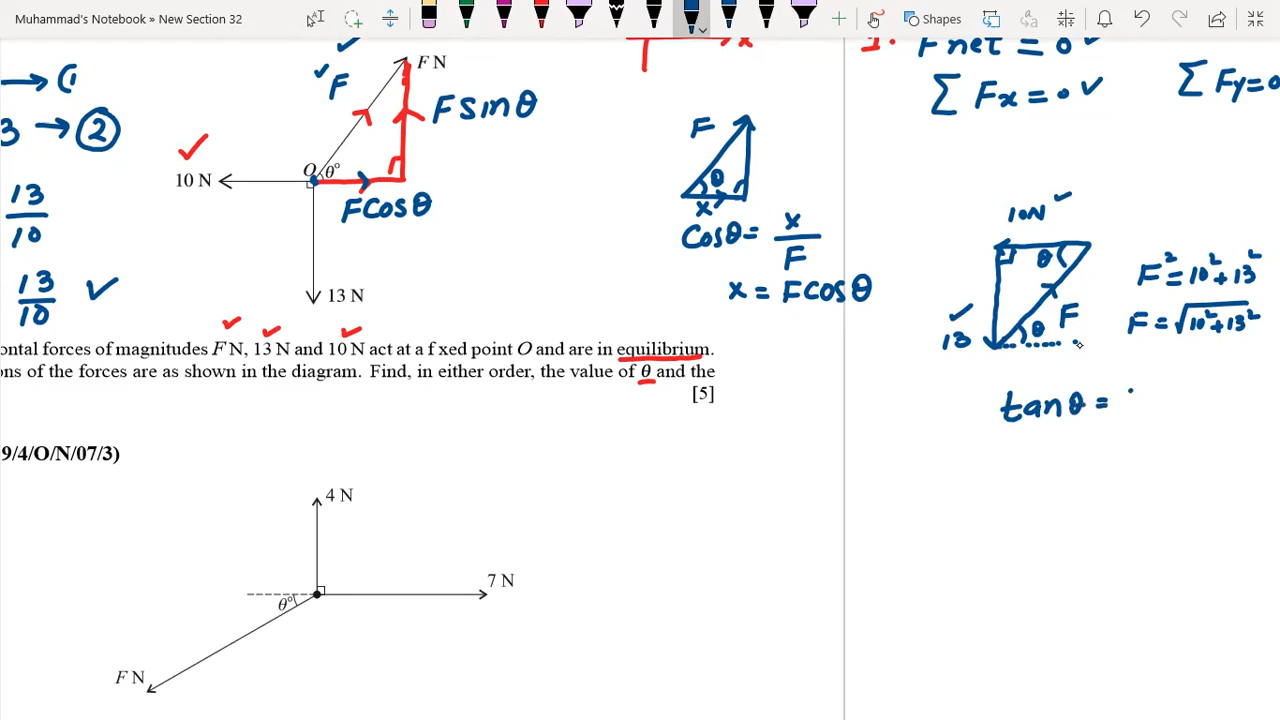 Muhammad's Notebook » New Section 32
Shapes
→ (1
3 → 2
13
10
13
10 ✓
✓ ✓F
F N
F sinθ
✓
10 N
O θ°
F Cosθ
13 N
x
F
θ
x
Cosθ = x
F
x = F cosθ
✓ ✓ ✓
ontal forces of magnitudes F N, 13 N and 10 N act at a f xed point O and are in equilibrium.
ns of the forces are as shown in the diagram. Find, in either order, the value of θ and the
[5]
9/4/O/N/07/3)
4 N
7 N
θ°
F N
1. F net = 0 ✓
∑ Fx = 0 ✓ ∑ Fy=0
10N ✓
θ
✓
13
θ F
F² = 10² + 13²
F = √10² + 13²
tan θ =